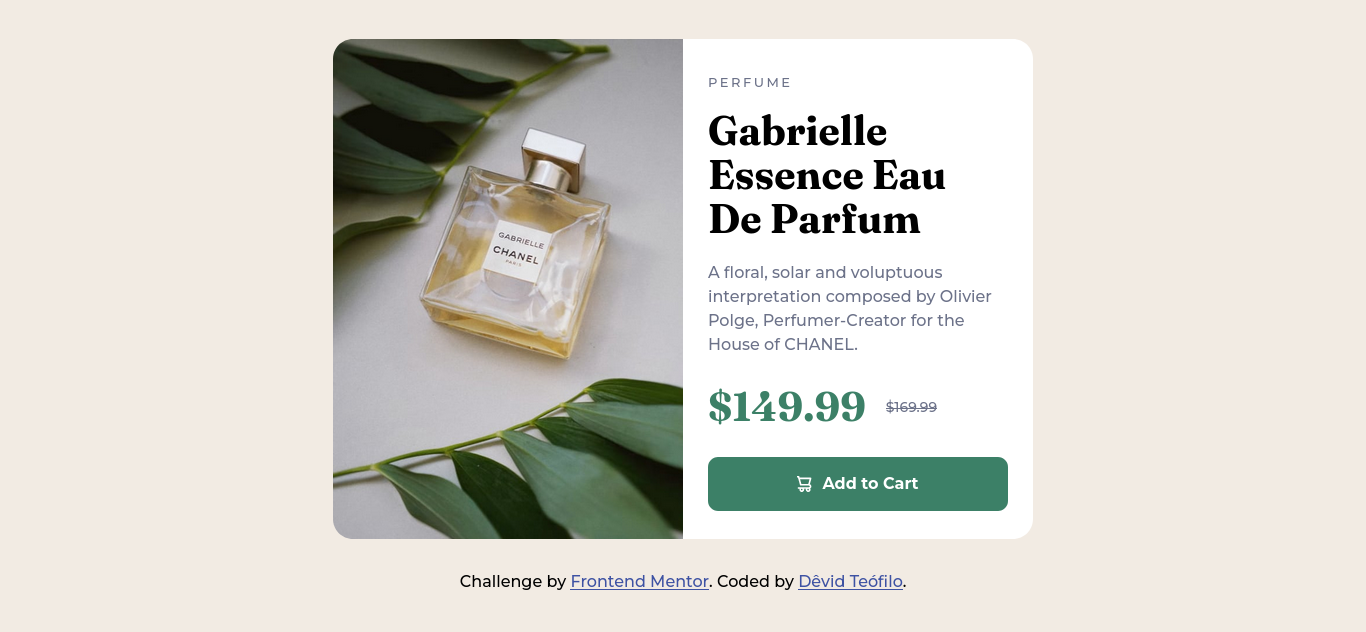 GABRIELLE
CHANEL
PARIS
PERFUME
Gabrielle
Essence Eau
De Parfum
A floral, solar and voluptuous
interpretation composed by Olivier
Polge, Perfumer-Creator for the
House of CHANEL.
$149.99 $169.99
Add to Cart
Challenge by Frontend Mentor. Coded by Dêvid Teófilo.